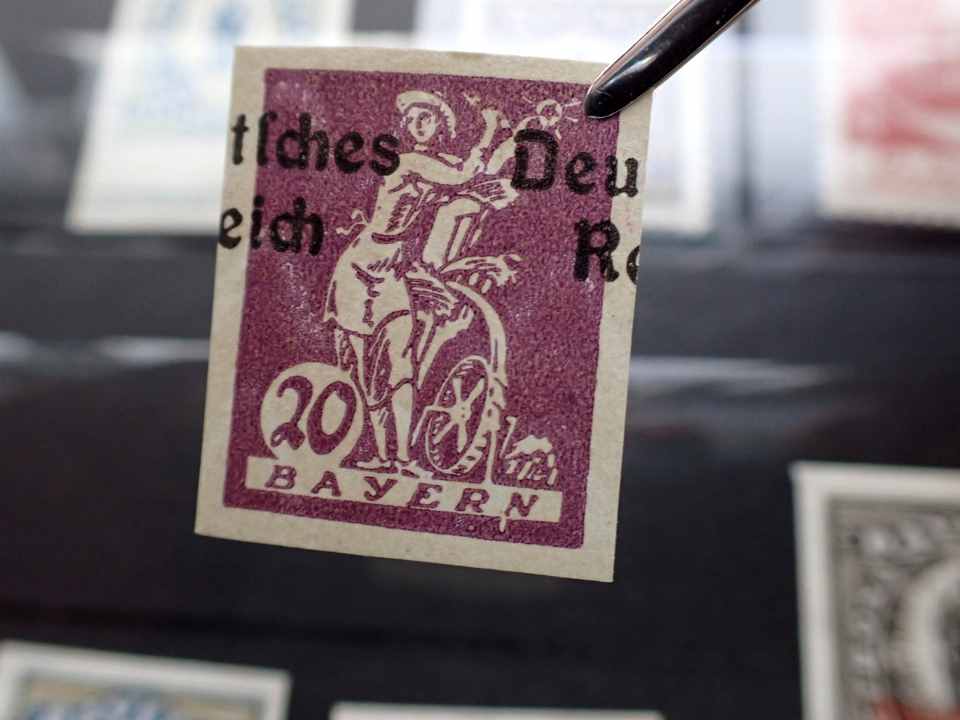 tſches Deu
eich Re
20
BAYERN